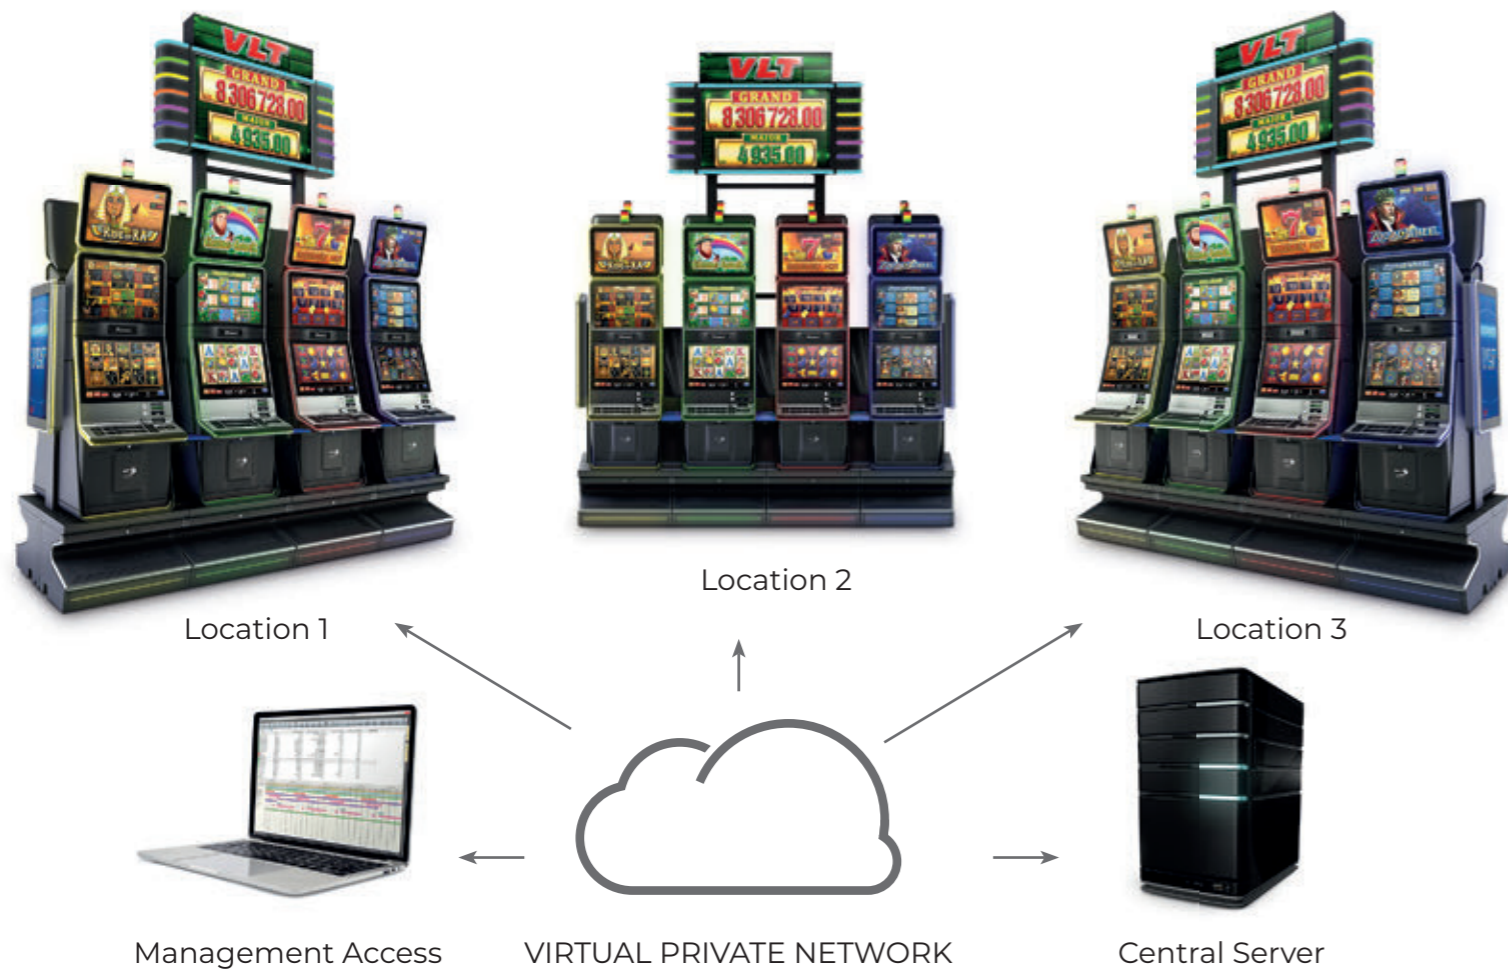 VLT
GRAND
8 306 728.00
MAJOR
4 935.00
VLT
GRAND
8 306 728.00
MAJOR
4 935.00
VLT
GRAND
8 306 728.00
MAJOR
4 935.00
Location 1
Location 2
Location 3
Management Access
VIRTUAL PRIVATE NETWORK
Central Server